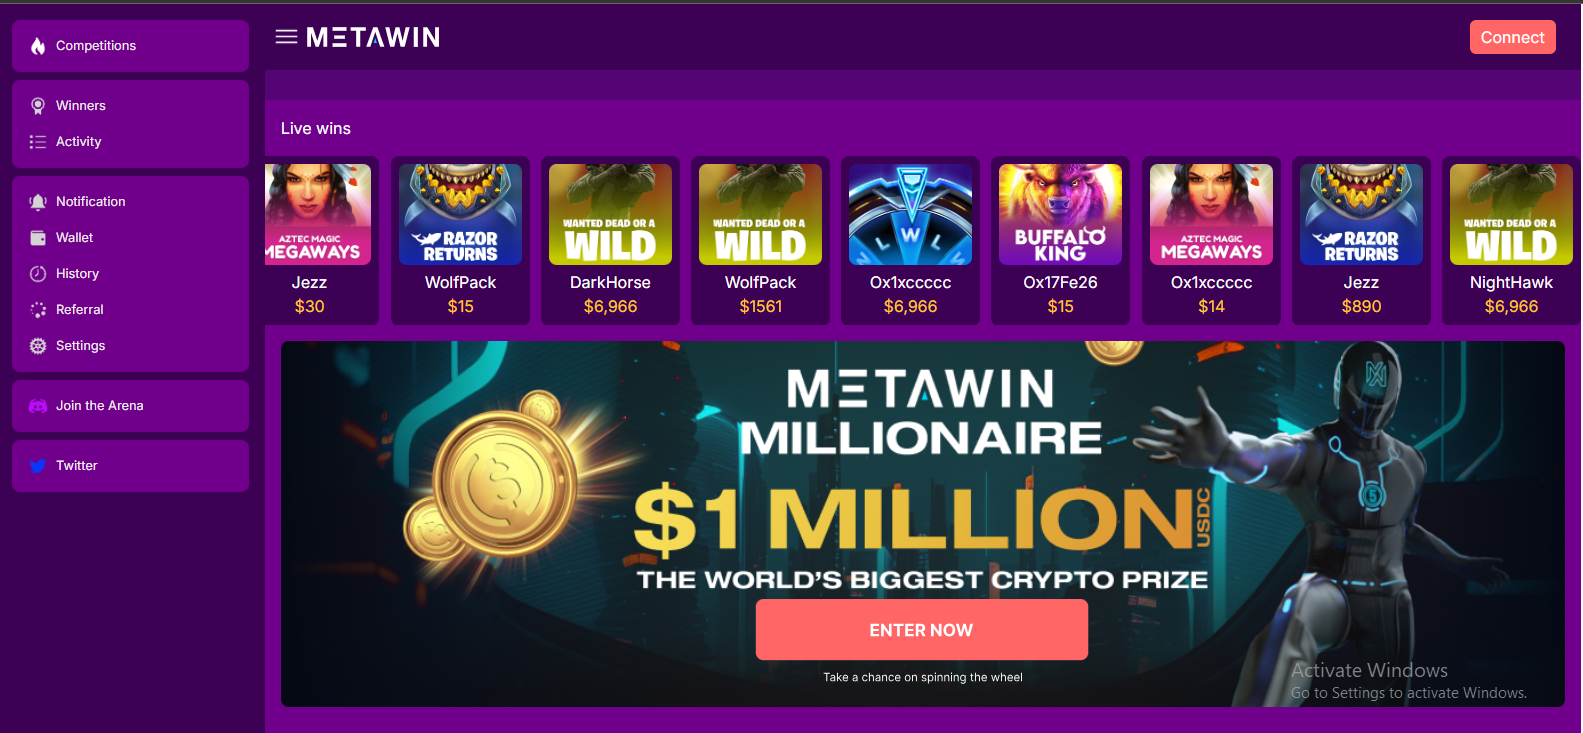 Competitions
Winners
Activity
Notification
Wallet
History
Referral
Settings
Join the Arena
Twitter
METAWIN
Connect
Live wins
AZTEC MAGIC
MEGAWAYS
Jezz
$30
RAZOR
RETURNS
WolfPack
$15
WANTED DEAD OR A
WILD
DarkHorse
$6,966
WANTED DEAD OR A
WILD
WolfPack
$1561
W
L
L
Ox1xccccc
$6,966
BUFFALO
KING
Ox17Fe26
$15
AZTEC MAGIC
MEGAWAYS
Ox1xccccc
$14
RAZOR
RETURNS
Jezz
$890
WANTED DEAD OR A
WILD
NightHawk
$6,966
METAWIN
MILLIONAIRE
$1 MILLION USDC
THE WORLD'S BIGGEST CRYPTO PRIZE
ENTER NOW
Take a chance on spinning the wheel
5
Activate Windows
Go to Settings to activate Windows.